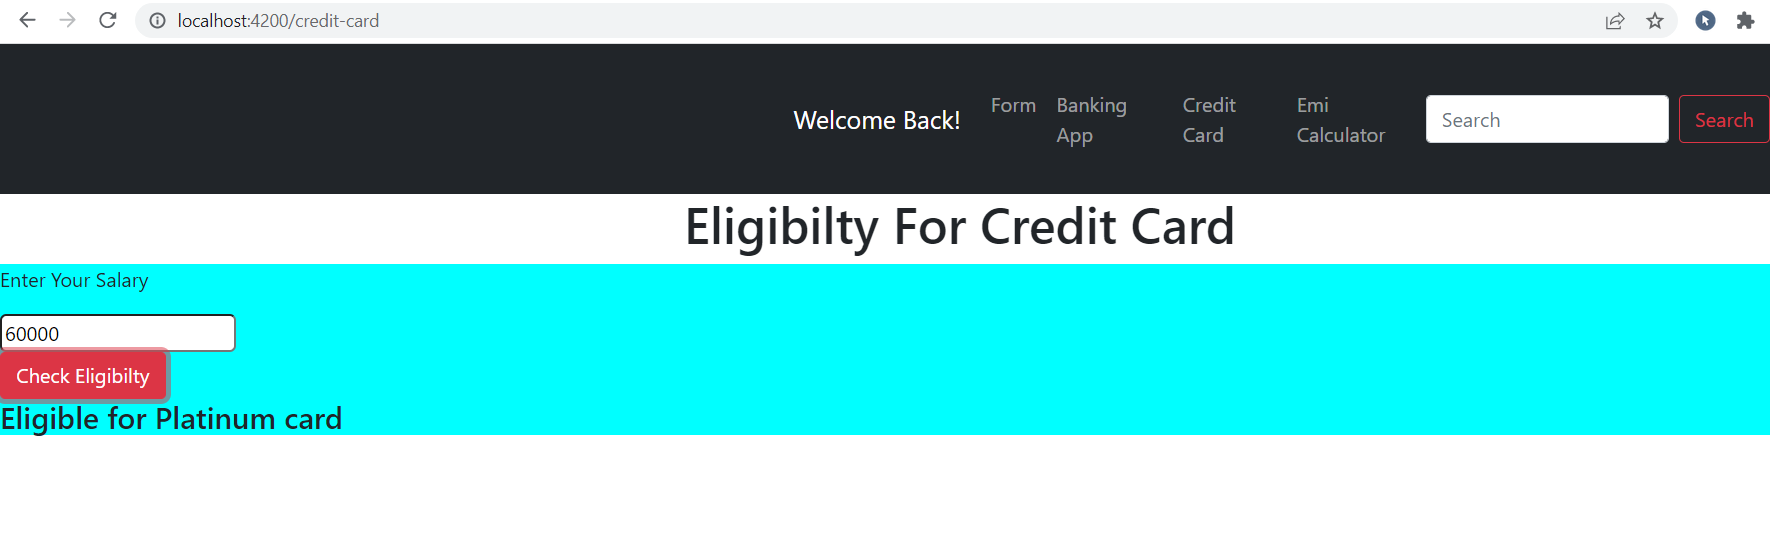 localhost:4200/credit-card
Welcome Back! Form Banking App Credit Card Emi Calculator Search Search
Eligibilty For Credit Card
Enter Your Salary
60000
Check Eligibilty
Eligible for Platinum card